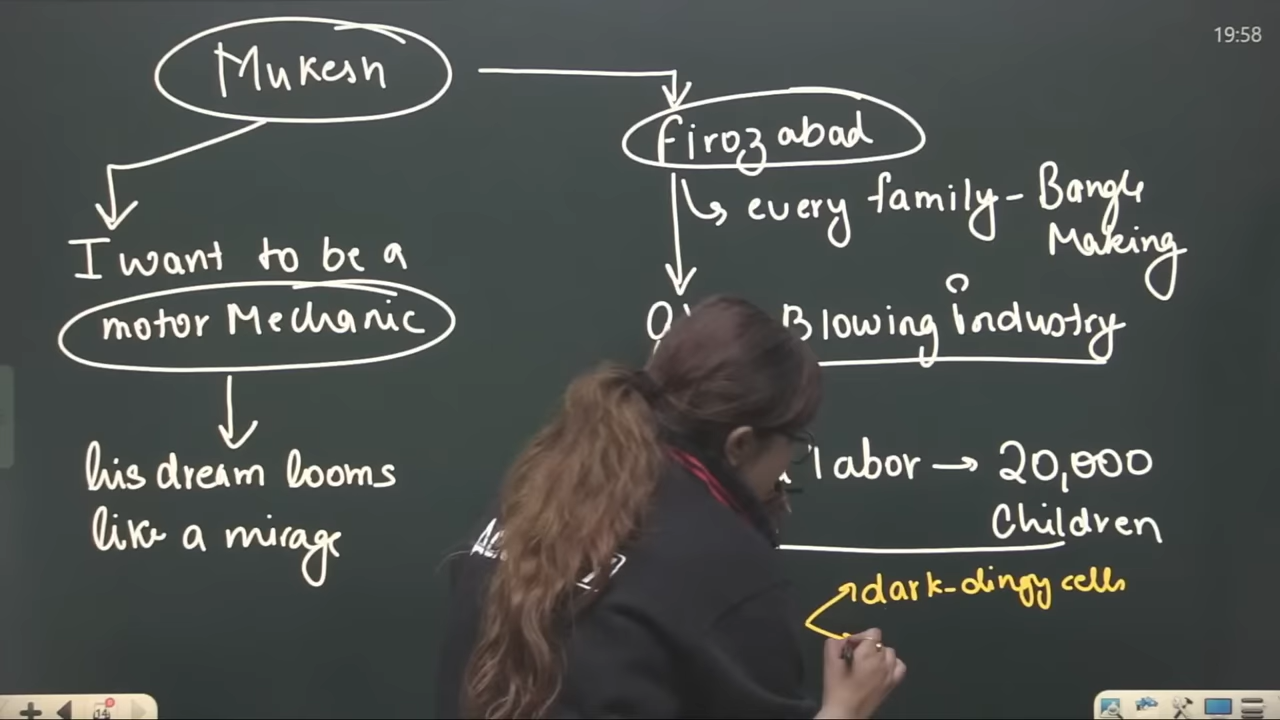 19:58
Mukesh
Firozabad
every family - Bangle
Making
I want to be a
motor Mechanic
Blowing industry
his dream looms
like a mirage
labor → 20,000
Children
dark-dingy cells